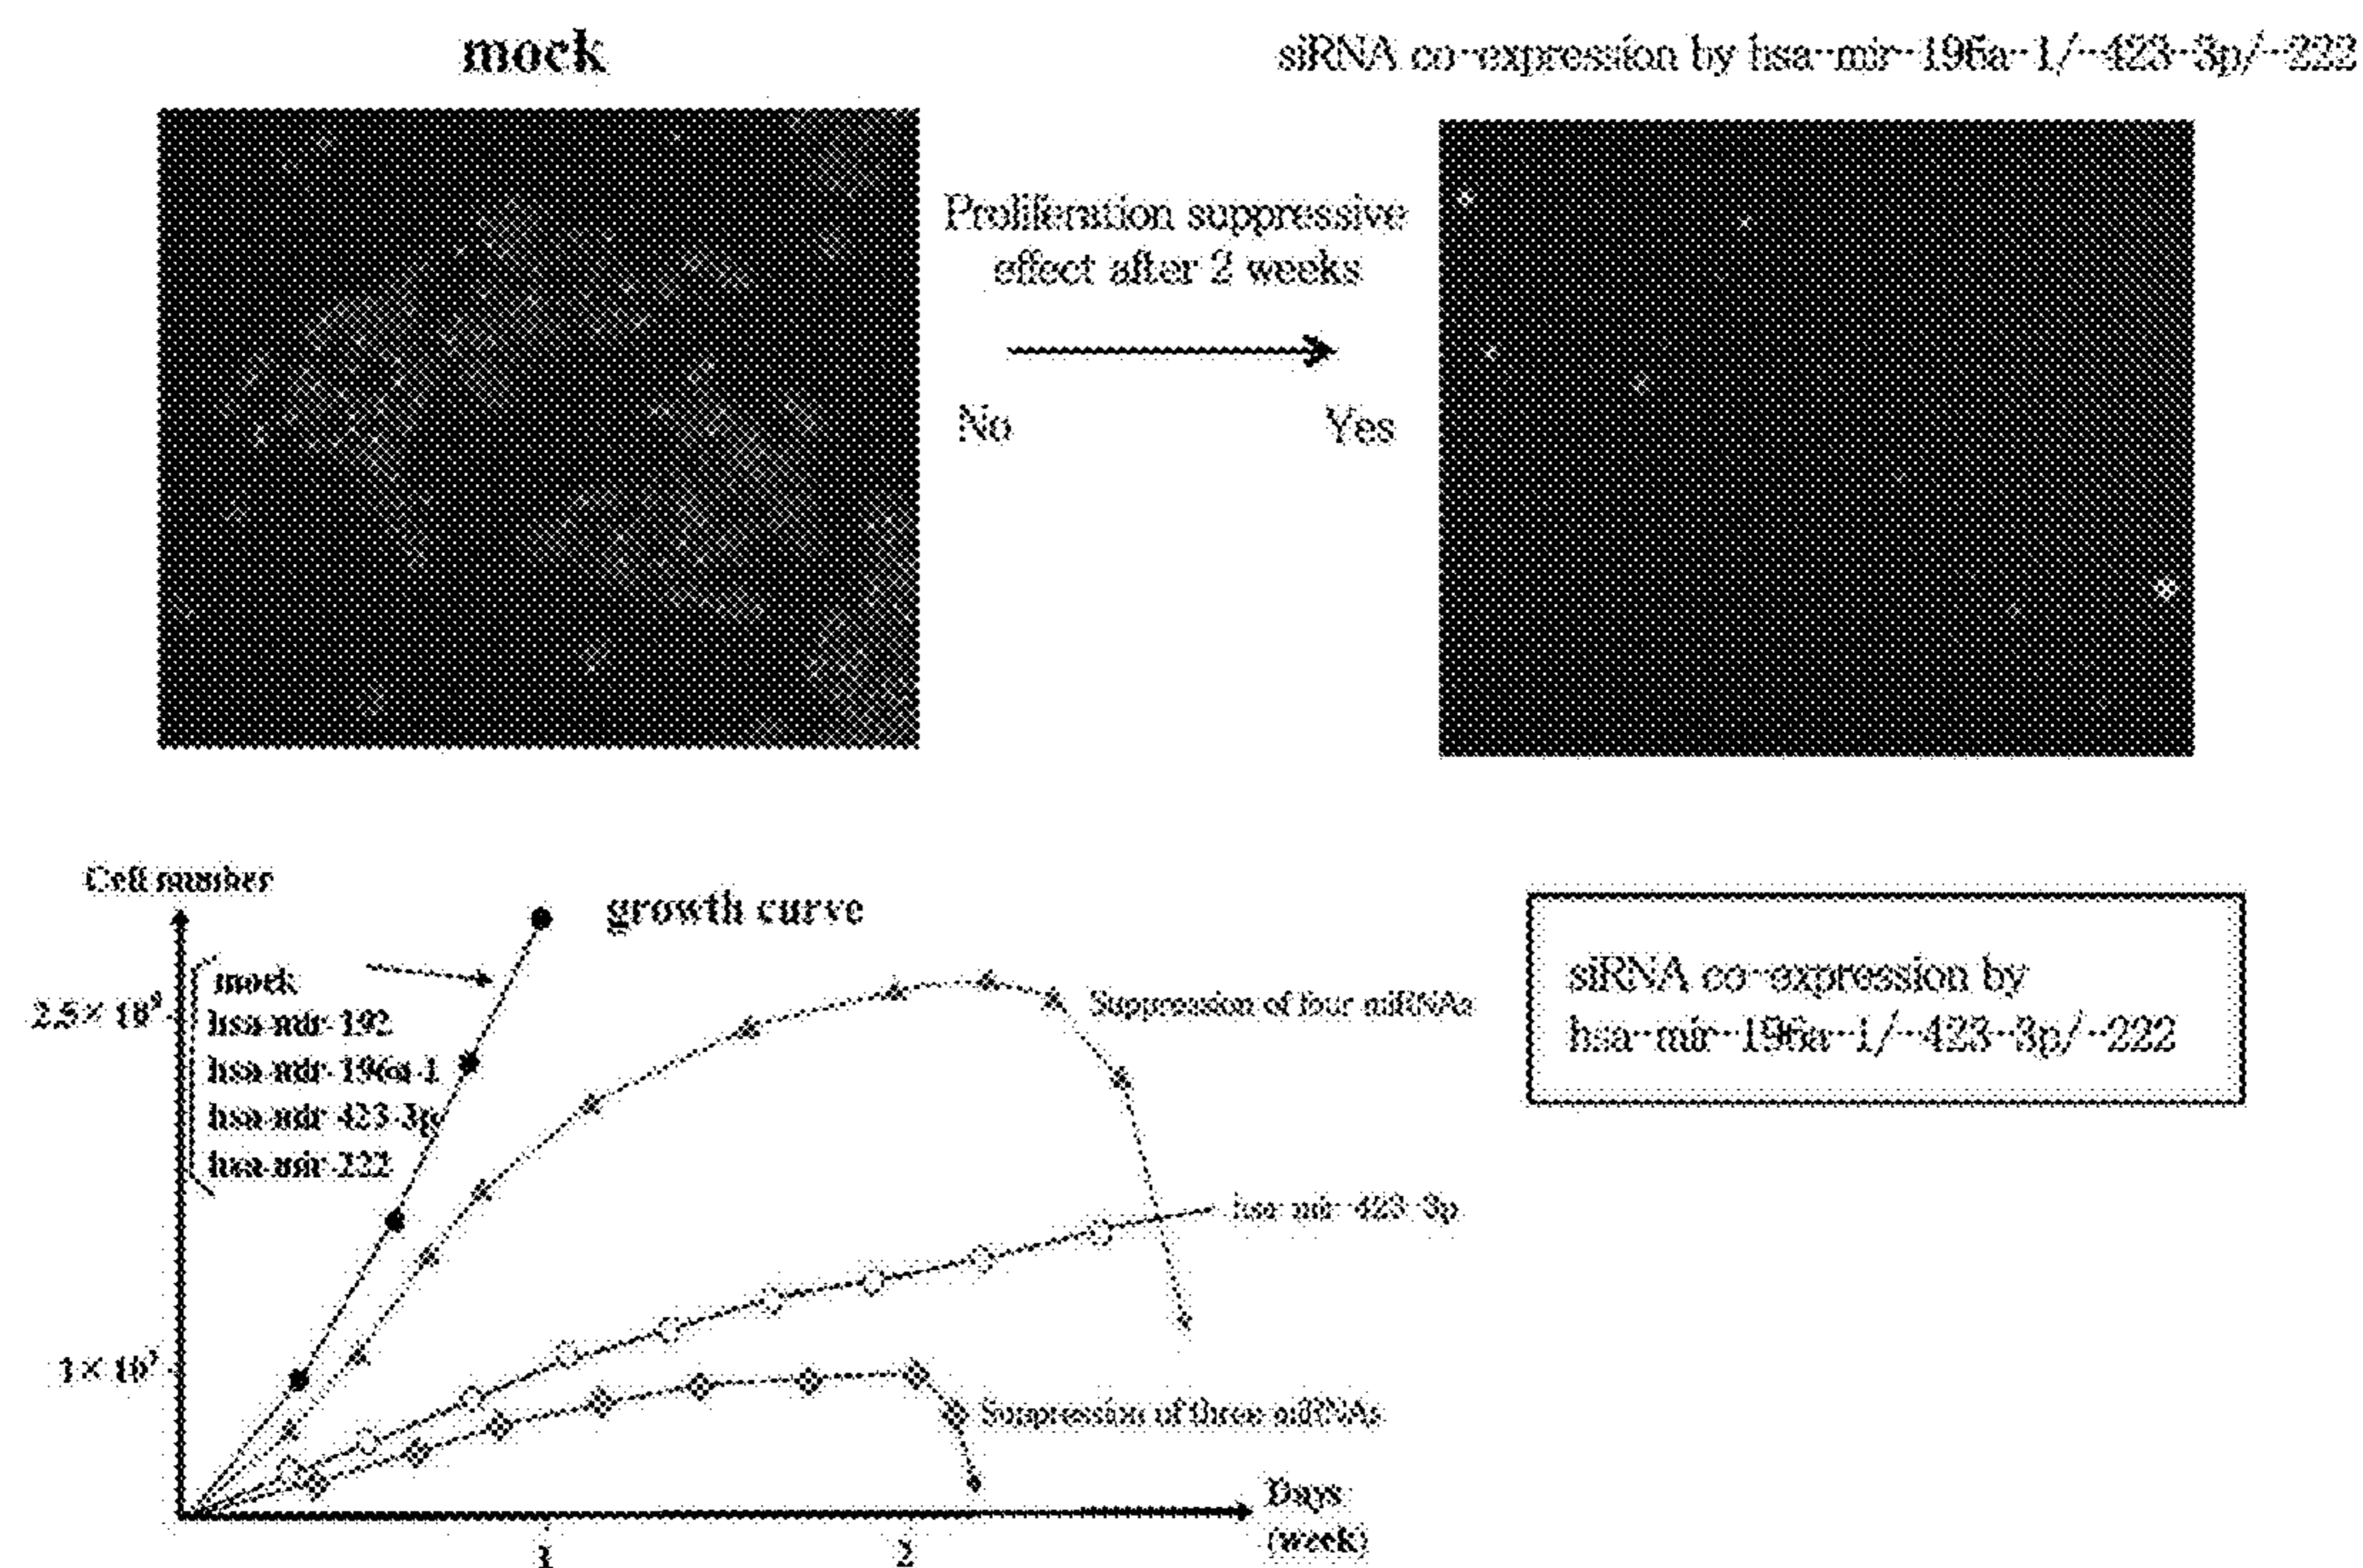 mock
siRNA co-expression by hsa-mir-196a-1/-423-3p/-222
Proliferation suppressive
effect after 2 weeks
No
Yes
Cell number
growth curve
mock
hsa-mir-192
hsa-mir-196a-1
hsa-mir-423-3p
hsa-mir-222
2.5×
Suppression of four miRNAs
siRNA co-expression by
hsa-mir-196a-1/-423-3p/-222
hsa-mir-423-3p
1×
Suppression of three miRNAs
Days
(week)
1
2